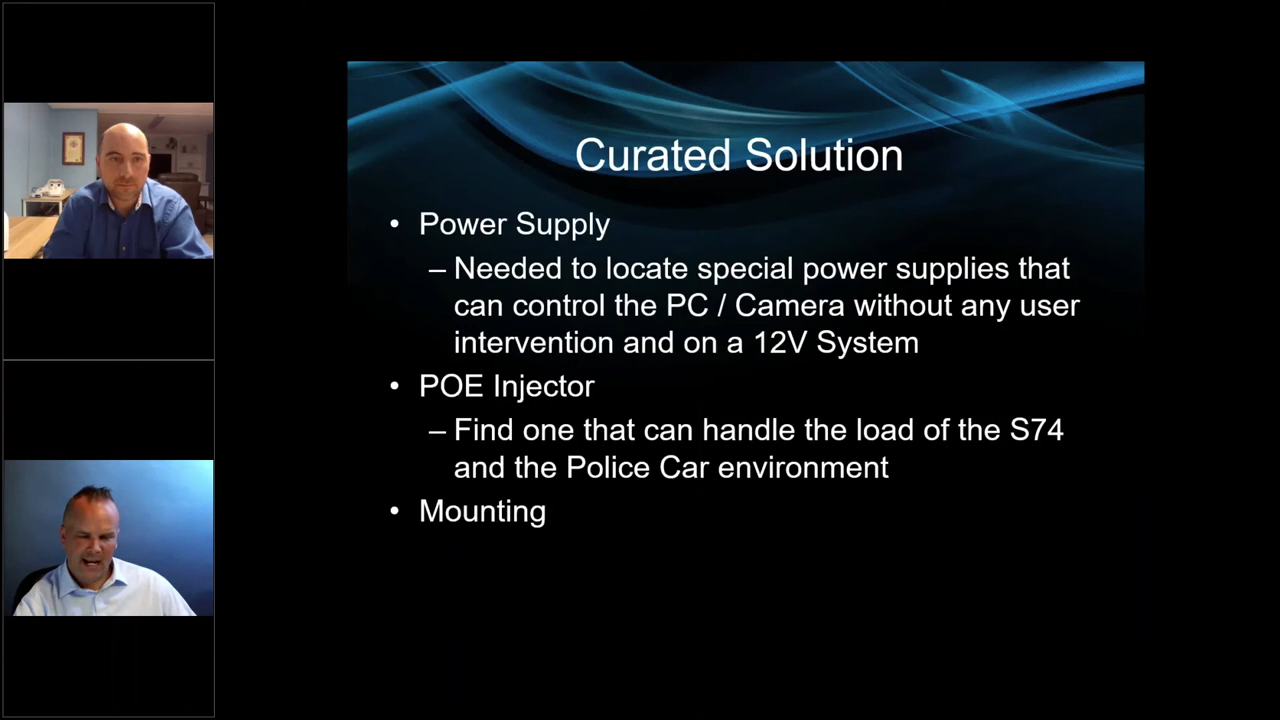 Curated Solution
• Power Supply
– Needed to locate special power supplies that
can control the PC / Camera without any user
intervention and on a 12V System
• POE Injector
– Find one that can handle the load of the S74
and the Police Car environment
• Mounting